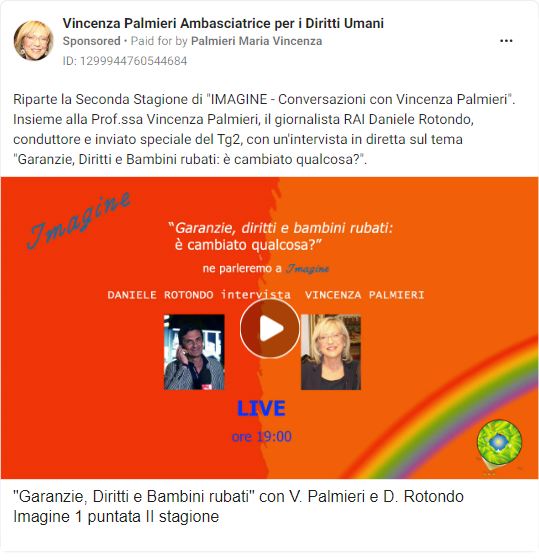 Vincenza Palmieri Ambasciatrice per i Diritti Umani
Sponsored • Paid for by Palmieri Maria Vincenza
ID: 1299944760544684
Riparte la Seconda Stagione di "IMAGINE - Conversazioni con Vincenza Palmieri".
Insieme alla Prof.ssa Vincenza Palmieri, il giornalista RAI Daniele Rotondo,
conduttore e inviato speciale del Tg2, con un'intervista in diretta sul tema
"Garanzie, Diritti e Bambini rubati: è cambiato qualcosa?".
Imagine
“Garanzie, diritti e bambini rubati:
è cambiato qualcosa?”
ne parleremo a Imagine
DANIELE ROTONDO intervista VINCENZA PALMIERI
LIVE
ore 19:00
"Garanzie, Diritti e Bambini rubati" con V. Palmieri e D. Rotondo
Imagine 1 puntata II stagione